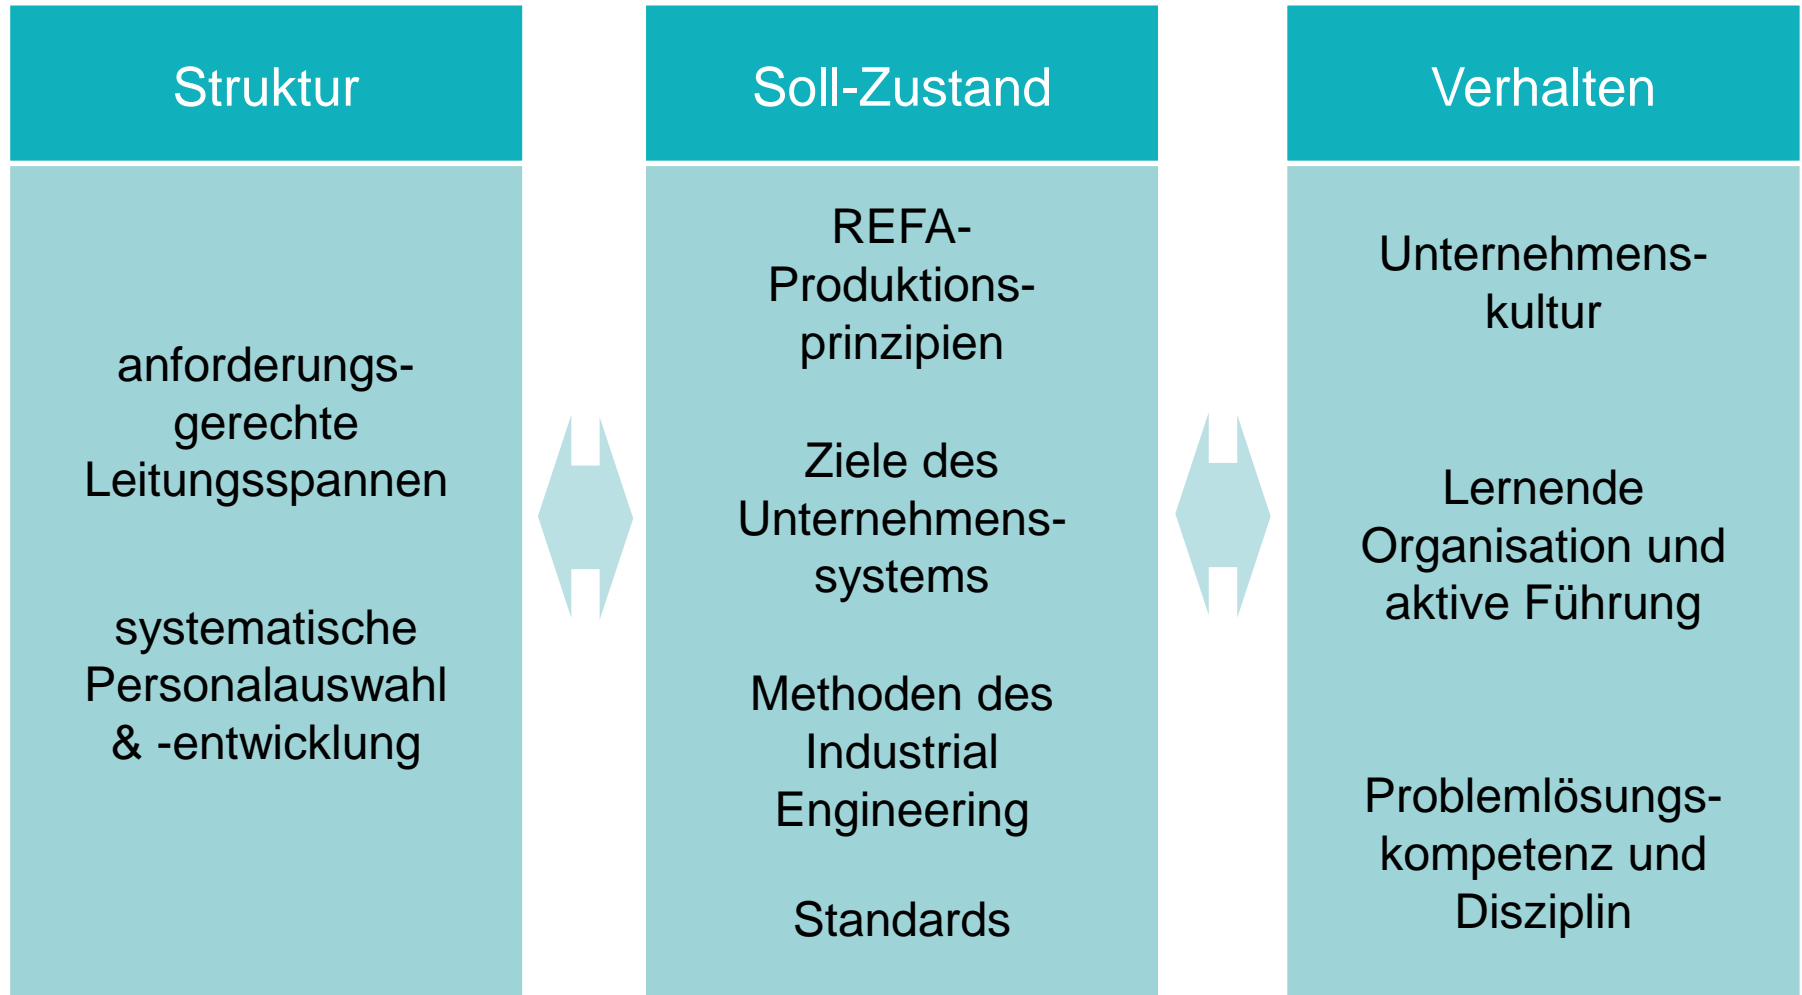 Struktur
anforderungs-
gerechte
Leitungsspannen
systematische
Personalauswahl
& -entwicklung
Soll-Zustand
REFA-
Produktions-
prinzipien
Ziele des
Unternehmens-
systems
Methoden des
Industrial
Engineering
Standards
Verhalten
Unternehmens-
kultur
Lernende
Organisation und
aktive Führung
Problemlösungs-
kompetenz und
Disziplin